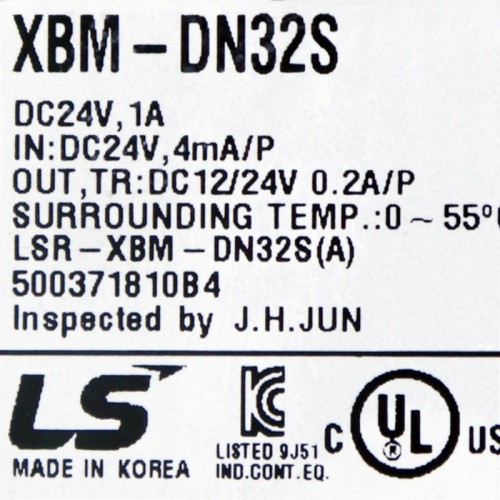 XBM-DN32S
DC24V,1A
IN:DC24V,4mA/P
OUT,TR:DC12/24V 0.2A/P
SURROUNDING TEMP.:0 ~ 55°C
LSR-XBM-DN32S(A)
500371810B4
Inspected by J.H.JUN
LS
MADE IN KOREA
KC
LISTED 9J51
IND.CONT.EQ.
C UL® US